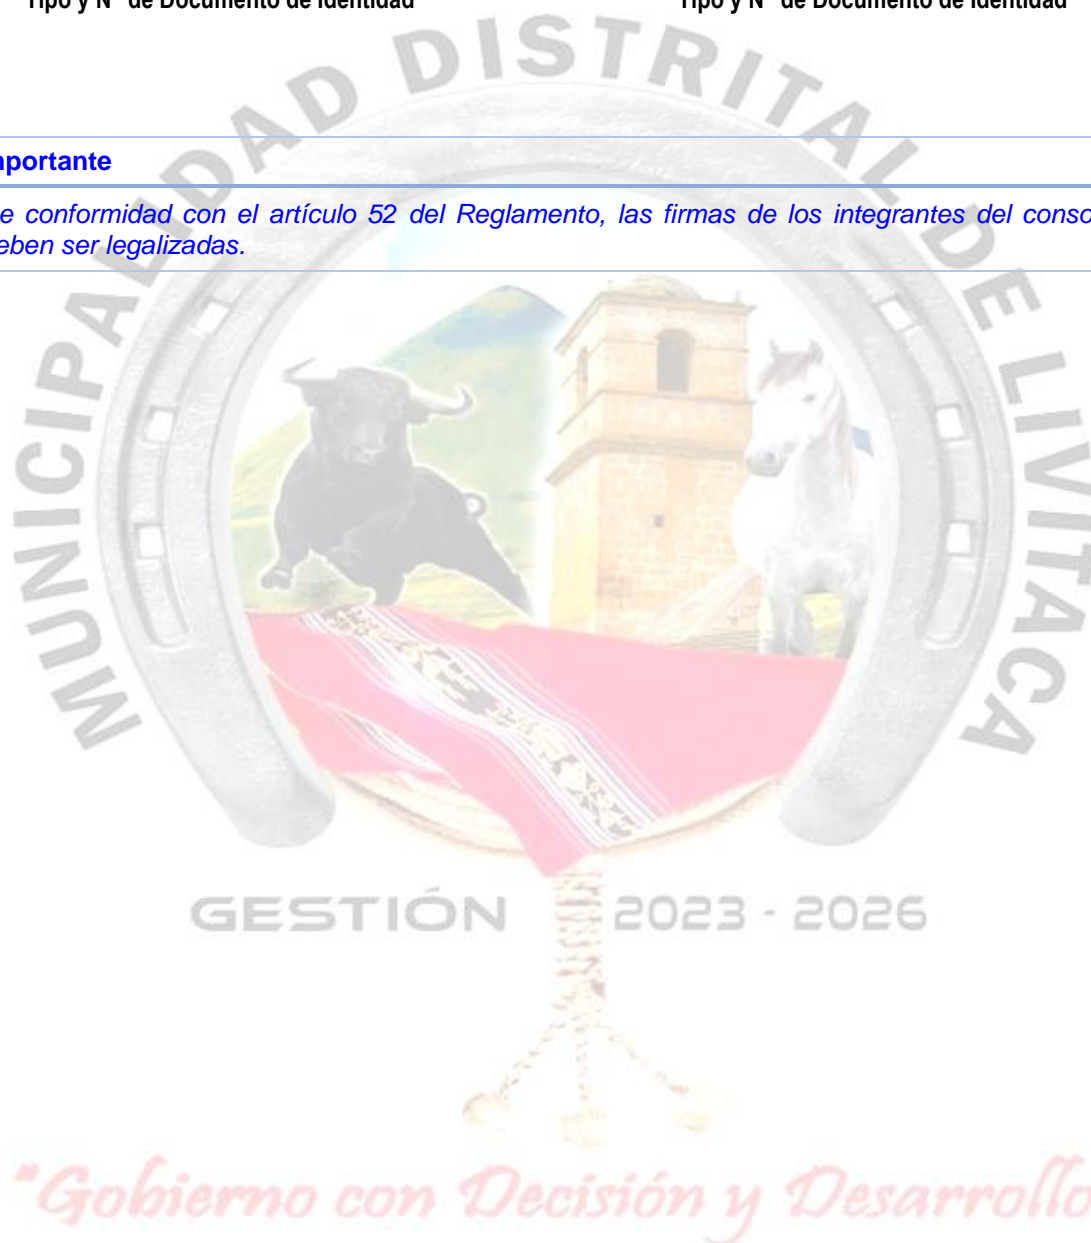 Tipo y N° de Documento de Identidad Tipo y N° de Documento de Identidad
MUNICIPALIDAD DISTRITAL DE LIVITACA
mportante
e conformidad con el artículo 52 del Reglamento, las firmas de los integrantes del conso
eben ser legalizadas.
GESTIÓN 2023 - 2026
"Gobierno con Decisión y Desarrollo